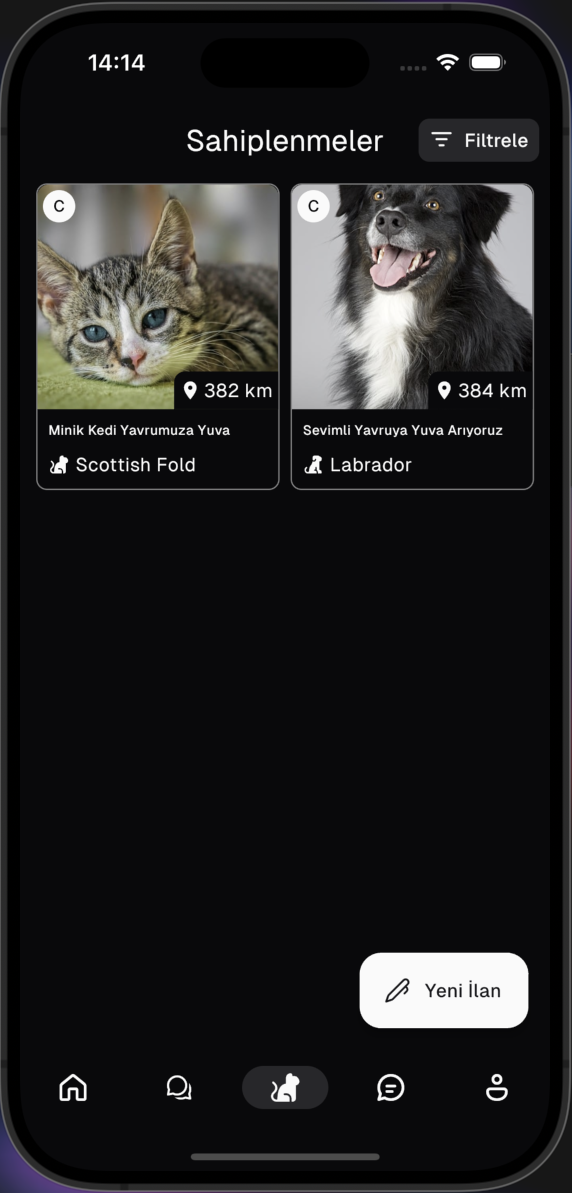 14:14
Sahiplenmeler
Filtrele
C
C
382 km
384 km
Minik Kedi Yavrumuza Yuva
Sevimli Yavruya Yuva Arıyoruz
Scottish Fold
Labrador
Yeni İlan